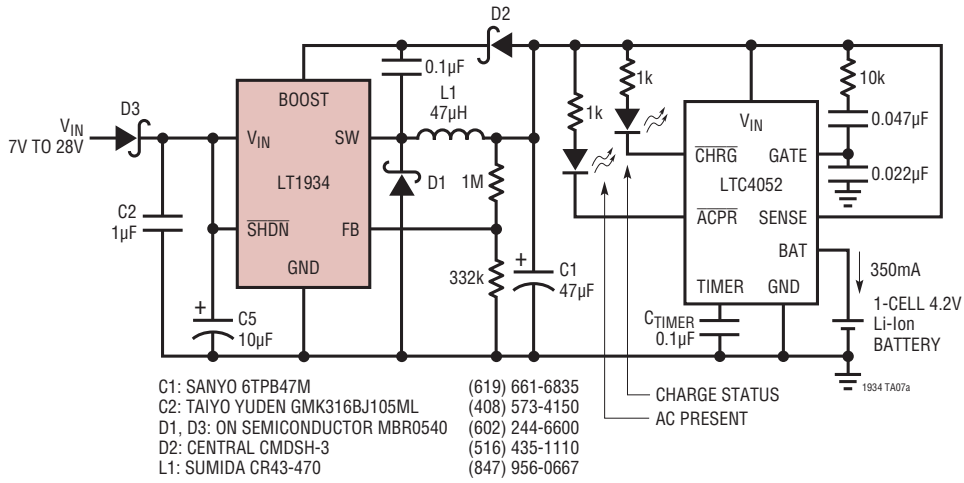 D2
D3
V_IN
7V TO 28V
C2
1µF
BOOST
V_IN
SW
LT1934
SHDN
FB
GND
C5
10µF
+
0.1µF
L1
47µH
D1
1M
332k
+
C1
47µF
1k
1k
V_IN
CHRG
GATE
LTC4052
ACPR
SENSE
BAT
TIMER
GND
10k
0.047µF
0.022µF
350mA
1-CELL 4.2V
Li-Ion
BATTERY
C_TIMER
0.1µF
CHARGE STATUS
AC PRESENT
1934 TA07a
C1: SANYO 6TPB47M (619) 661-6835
C2: TAIYO YUDEN GMK316BJ105ML (408) 573-4150
D1, D3: ON SEMICONDUCTOR MBR0540 (602) 244-6600
D2: CENTRAL CMDSH-3 (516) 435-1110
L1: SUMIDA CR43-470 (847) 956-0667